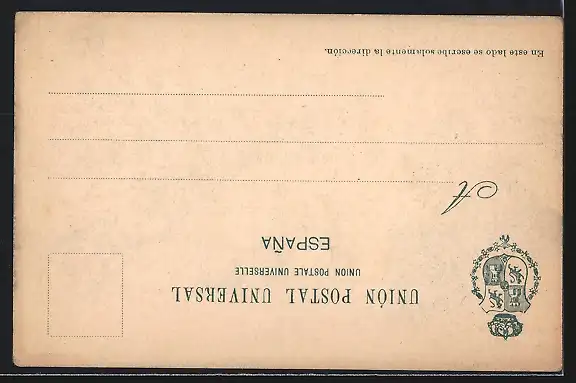 UNIÓN POSTAL UNIVERSAL
UNION POSTALE UNIVERSELLE
ESPAÑA
A
En este lado se escribe solamente la dirección.